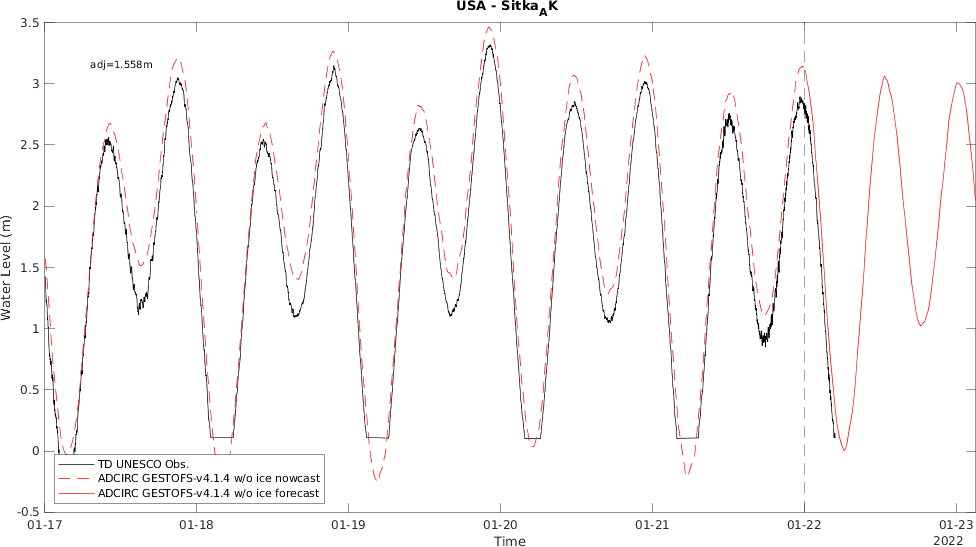 USA - Sitka_AK
3.5
3
2.5
2
1.5
1
0.5
0
-0.5
Water Level (m)
adj=1.558m
TD UNESCO Obs.
ADCIRC GESTOFS-v4.1.4 w/o ice nowcast
ADCIRC GESTOFS-v4.1.4 w/o ice forecast
01-17 01-18 01-19 01-20 01-21 01-22 01-23
Time
2022